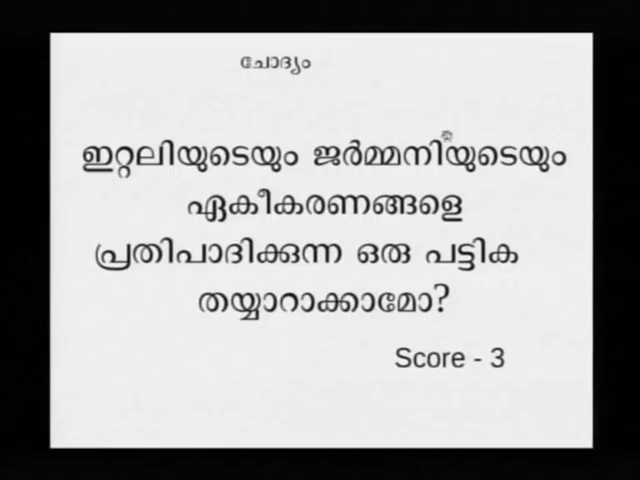 ചോദ്യം
ഇറ്റലിയുടെയും ജർമ്മനിയുടെയും
ഏകീകരണങ്ങളെ
പ്രതിപാദിക്കുന്ന ഒരു പട്ടിക
തയ്യാറാക്കാമോ?
Score - 3